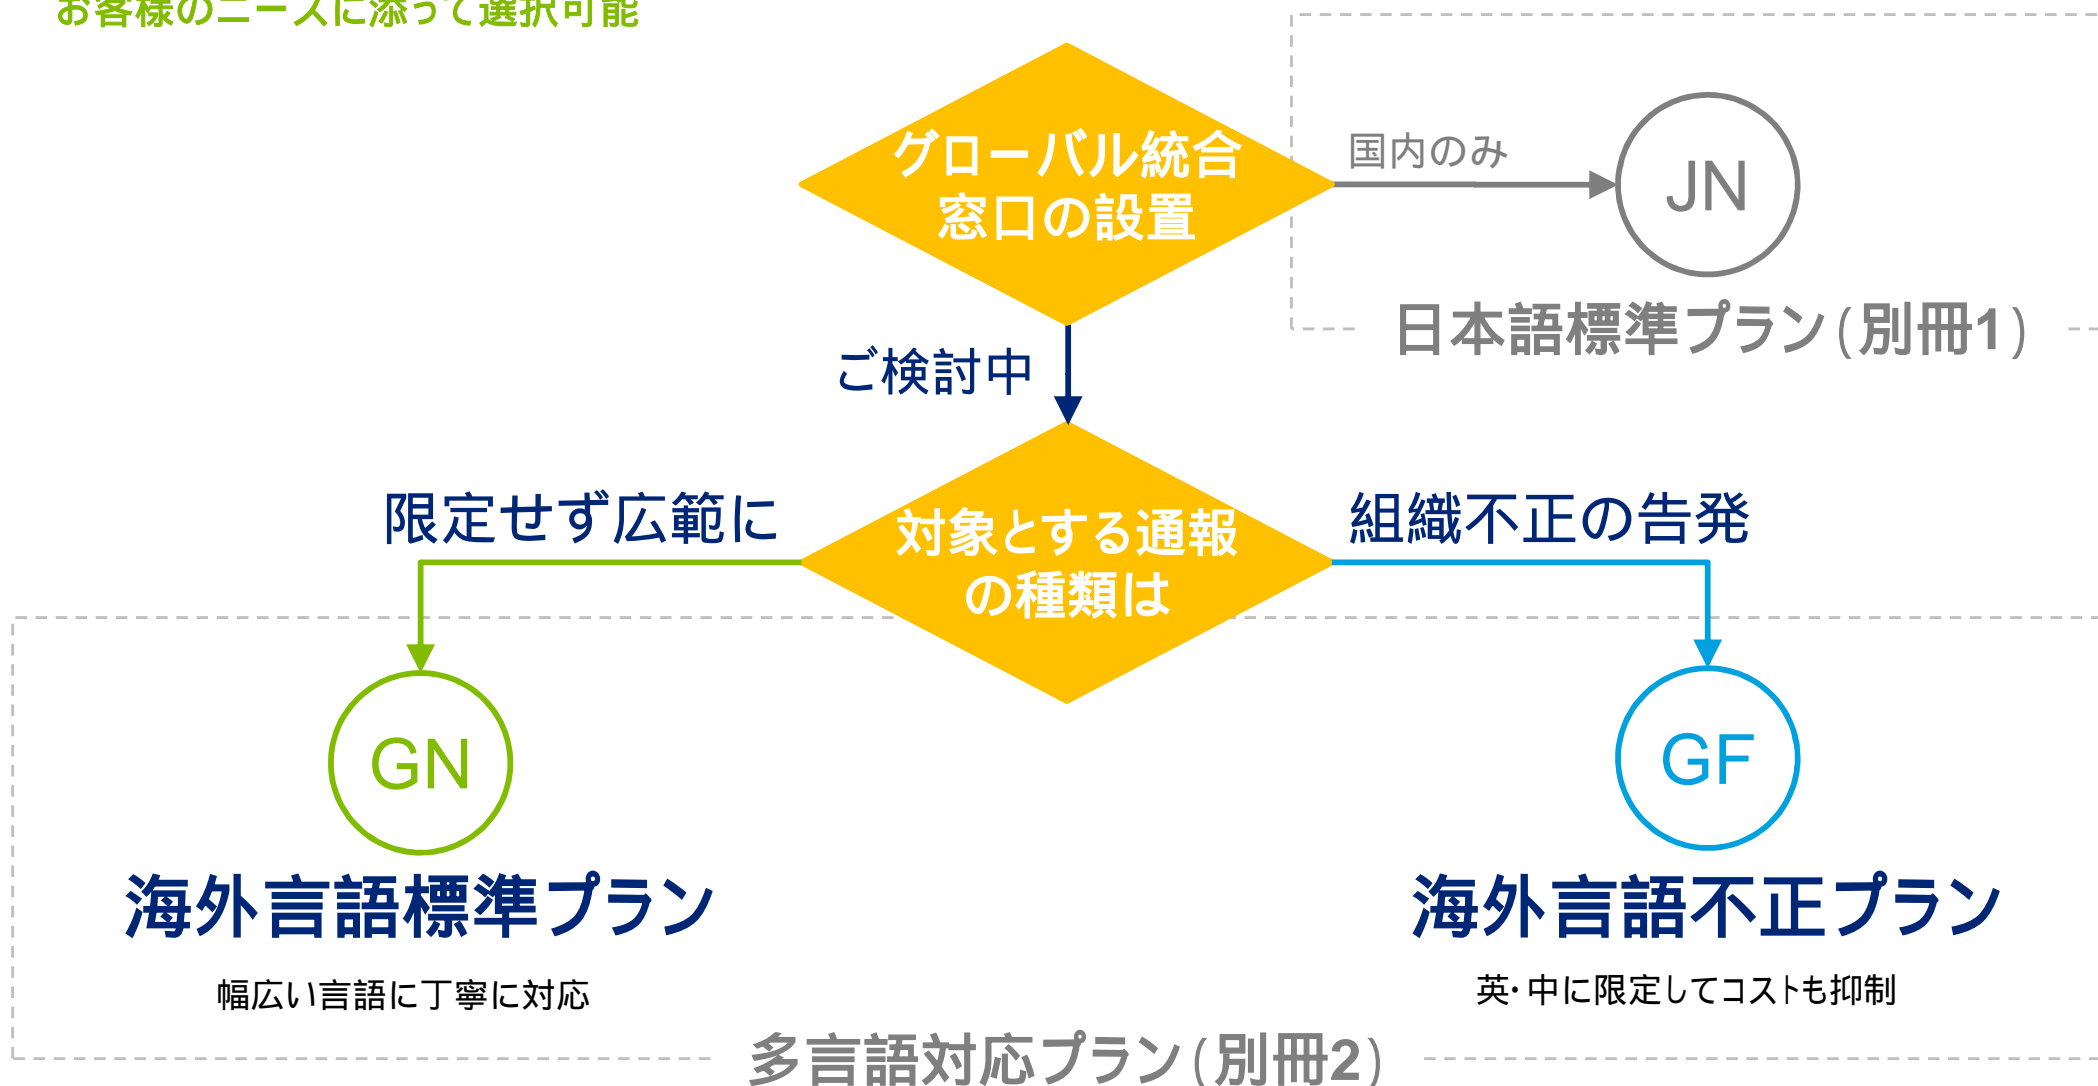 お客様のニーズに添って選択可能
グローバル統合
窓口の設置
国内のみ
JN
日本語標準プラン(別冊1)
ご検討中
限定せず広範に
対象とする通報
の種類は
組織不正の告発
GN
GF
海外言語標準プラン
海外言語不正プラン
幅広い言語に丁寧に対応
英・中に限定してコストも抑制
多言語対応プラン(別冊2)